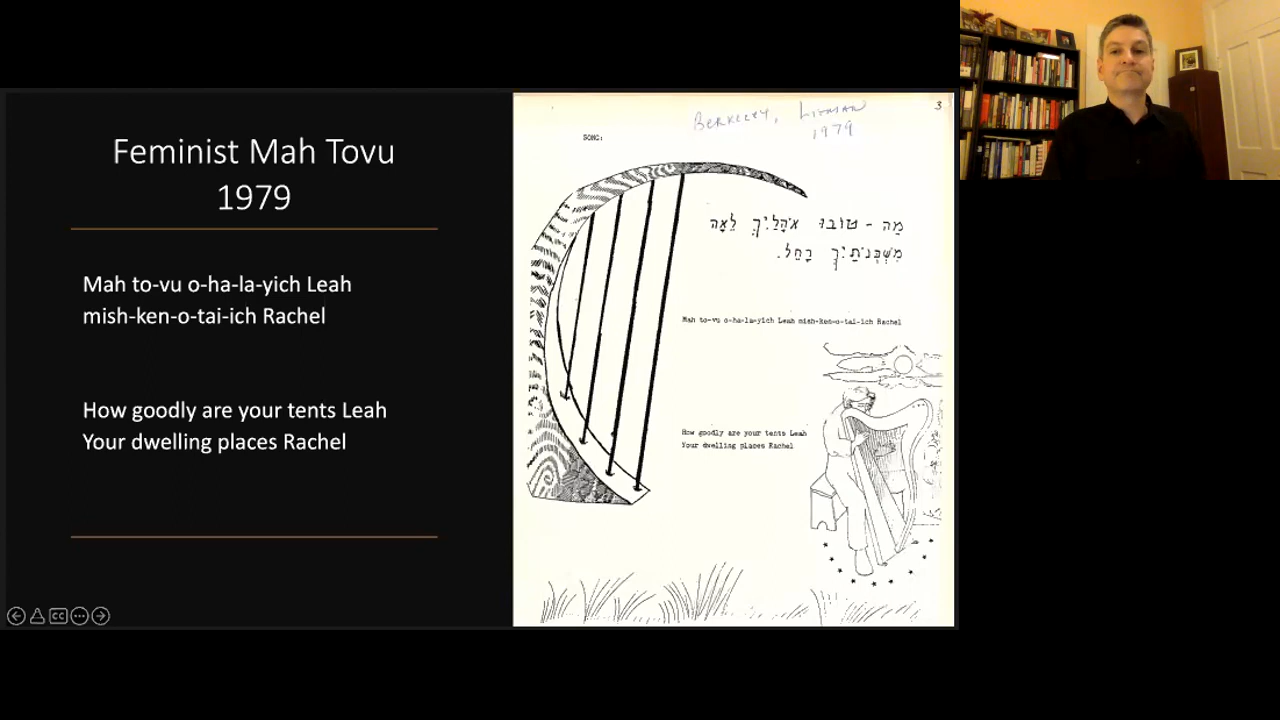 Feminist Mah Tovu
1979
Mah to-vu o-ha-la-yich Leah
mish-ken-o-tai-ich Rachel
How goodly are your tents Leah
Your dwelling places Rachel
Berkeley, Litman
1979
3
SONG:
מַה - טוֹבוּ אֹהָלַיִךְ לֵאָה
מִשְׁכְּנֹתַיִךְ רָחֵל.
Mah to-vu o-ha-la-yich Leah mish-ken-o-tai-ich Rachel
How goodly are your tents Leah
Your dwelling places Rachel
CC